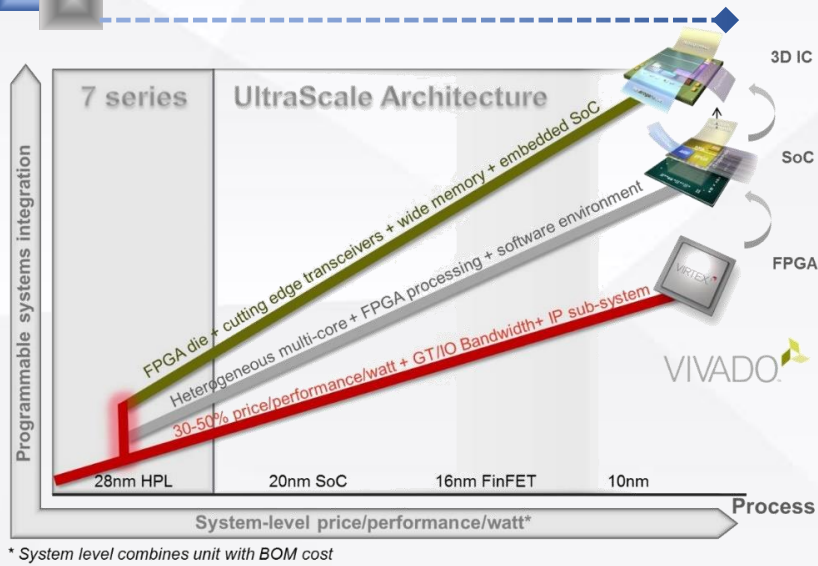 3D IC
7 series
UltraScale Architecture
SoC
FPGA
VIRTEX
FPGA die + cutting edge transceivers + wide memory + embedded SoC
Heterogeneous multi-core + FPGA processing + software environment
30-50% price/performance/watt + GT/IO Bandwidth+ IP sub-system
VIVADO
Programmable systems integration
28nm HPL
20nm SoC
16nm FinFET
10nm
Process
System-level price/performance/watt*
* System level combines unit with BOM cost